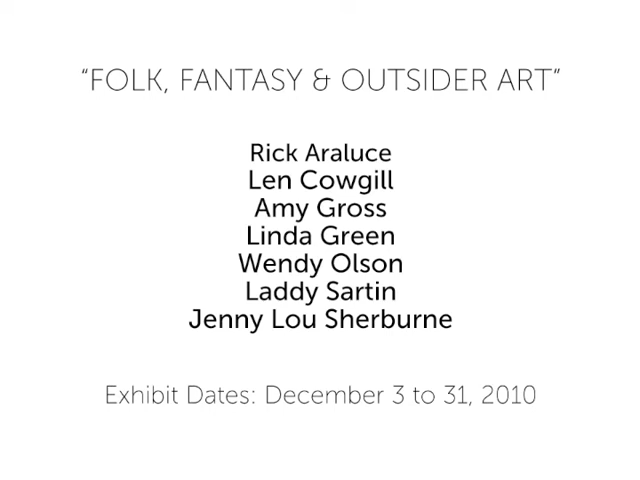 “FOLK, FANTASY & OUTSIDER ART”
Rick Araluce
Len Cowgill
Amy Gross
Linda Green
Wendy Olson
Laddy Sartin
Jenny Lou Sherburne
Exhibit Dates: December 3 to 31, 2010